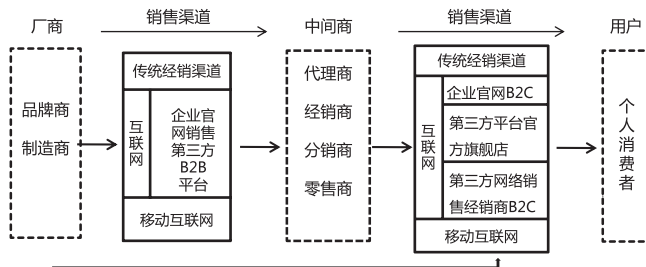 厂商
销售渠道
中间商
销售渠道
用户
品牌商
制造商
传统经销渠道
互联网
企业官
网销售
第三方
B2B
平台
移动互联网
代理商
经销商
分销商
零售商
传统经销渠道
互联网
企业官网B2C
第三方平台官
方旗舰店
第三方网络销
售经销商B2C
移动互联网
个人消费者